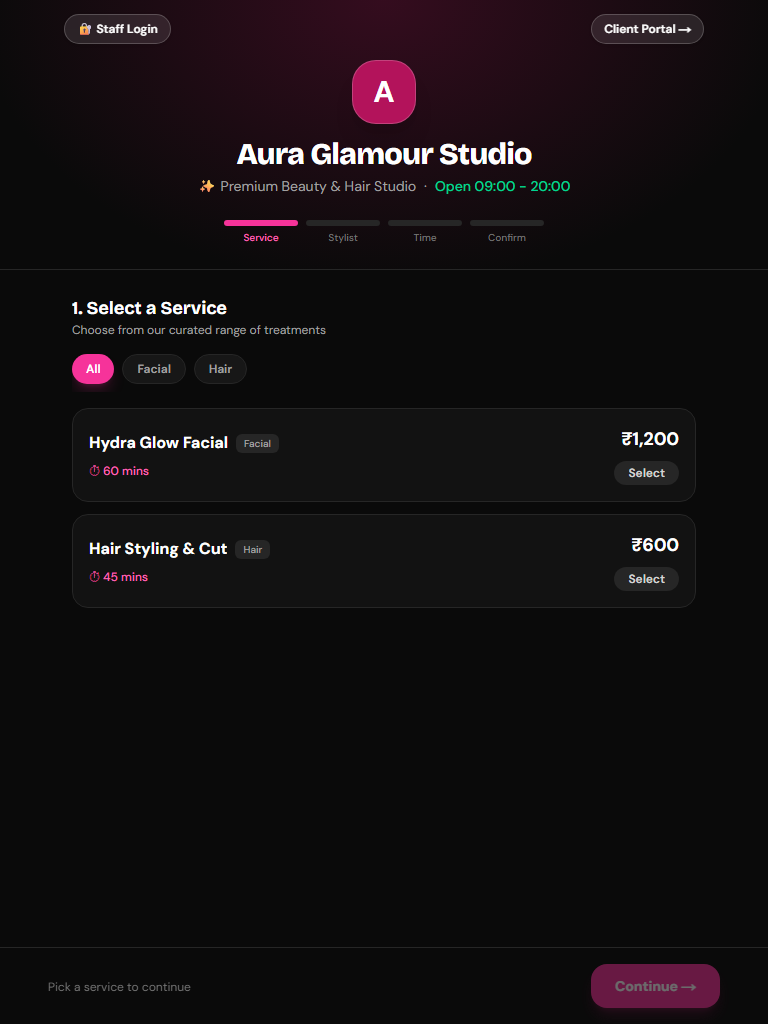 🔐 Staff Login
Client Portal →
A
Aura Glamour Studio
✨ Premium Beauty & Hair Studio · Open 09:00 - 20:00
Service Stylist Time Confirm
1. Select a Service
Choose from our curated range of treatments
All Facial Hair
Hydra Glow Facial Facial ₹1,200
⏱ 60 mins Select
Hair Styling & Cut Hair ₹600
⏱ 45 mins Select
Pick a service to continue Continue →